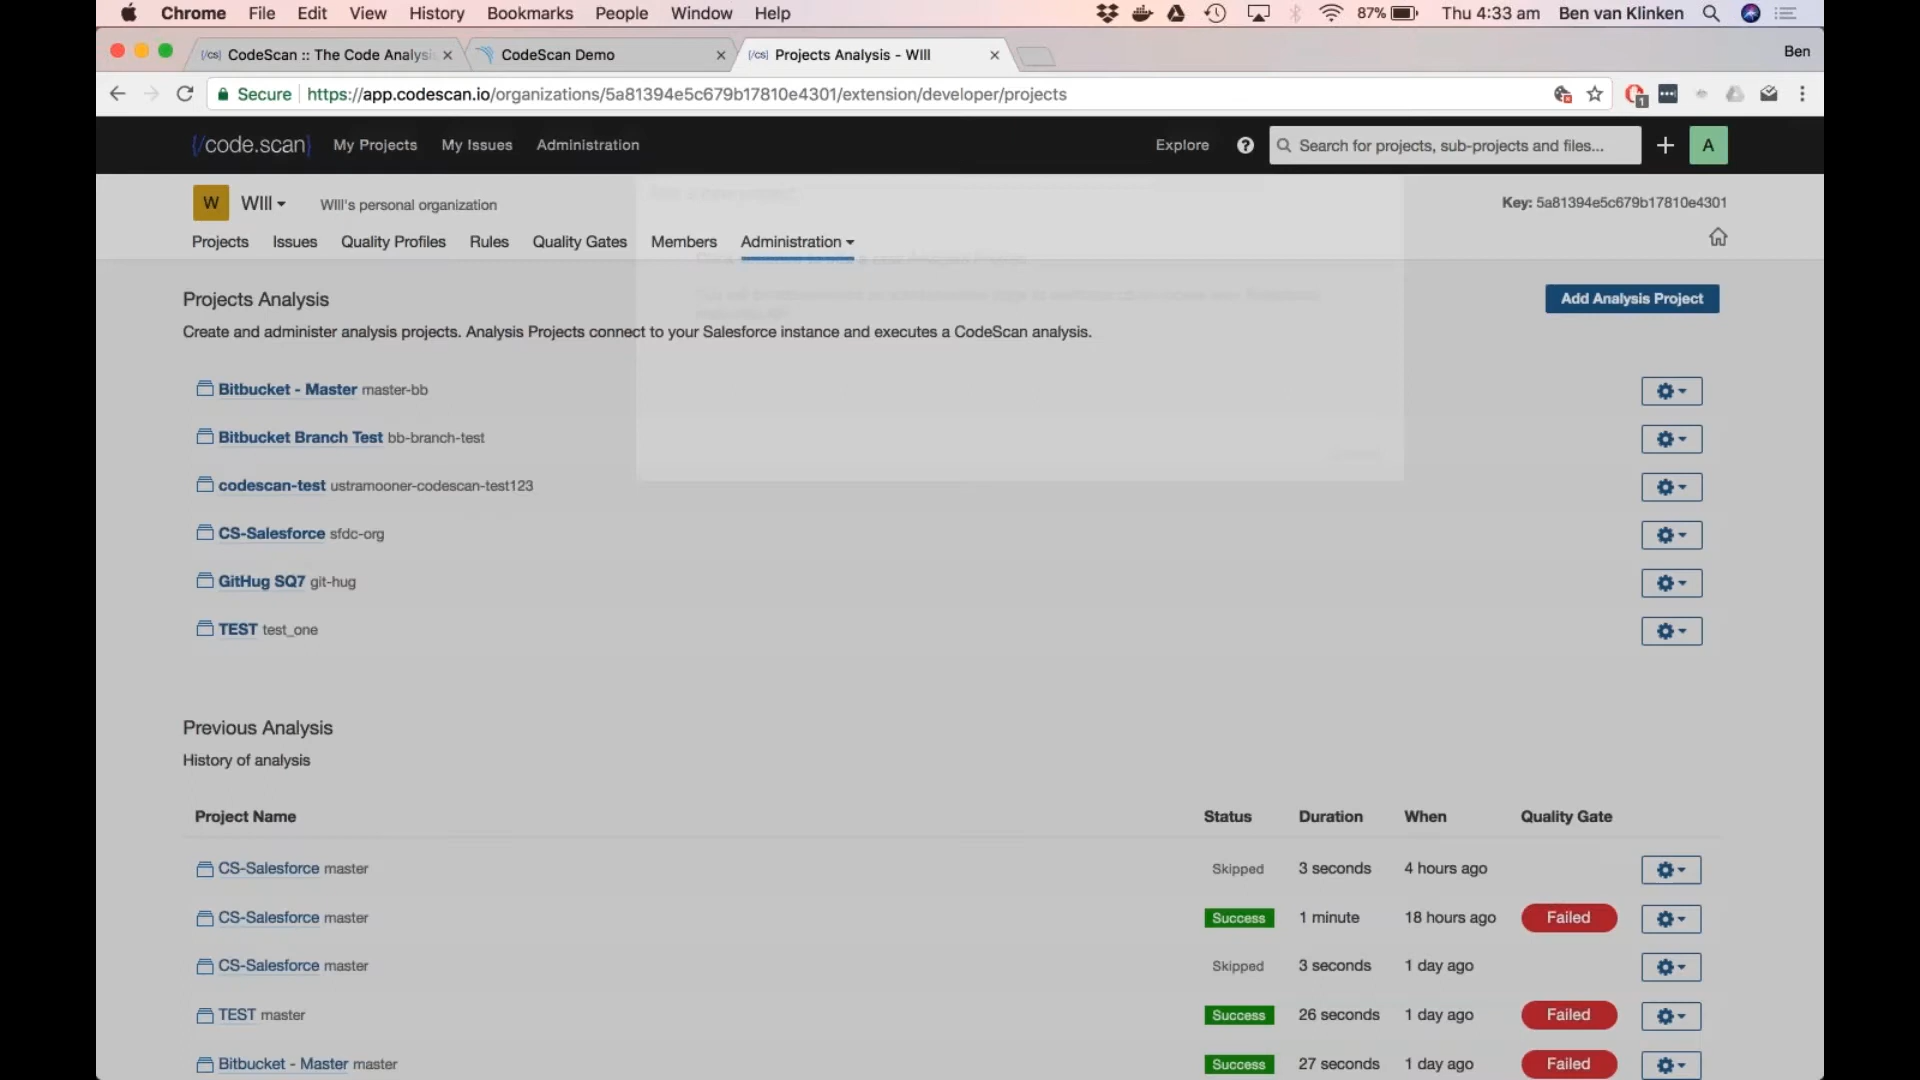 Chrome File Edit View History Bookmarks People Window Help 87% Thu 4:33 am Ben van Klinken
CodeScan :: The Code Analysi CodeScan Demo Projects Analysis - WIll Ben
Secure https://app.codescan.io/organizations/5a81394e5c679b17810e4301/extension/developer/projects 1
{/code.scan} My Projects My Issues Administration Explore ? Search for projects, sub-projects and files... + A
W WIll WIll's personal organization Key: 5a81394e5c679b17810e4301
Projects Issues Quality Profiles Rules Quality Gates Members Administration
Projects Analysis Add Analysis Project
Create and administer analysis projects. Analysis Projects connect to your Salesforce instance and executes a CodeScan analysis.
Bitbucket - Master master-bb
Bitbucket Branch Test bb-branch-test
codescan-test ustramooner-codescan-test123
CS-Salesforce sfdc-org
GitHug SQ7 git-hug
TEST test_one
Previous Analysis
History of analysis
Project Name Status Duration When Quality Gate
CS-Salesforce master Skipped 3 seconds 4 hours ago
CS-Salesforce master Success 1 minute 18 hours ago Failed
CS-Salesforce master Skipped 3 seconds 1 day ago
TEST master Success 26 seconds 1 day ago Failed
Bitbucket - Master master Success 27 seconds 1 day ago Failed